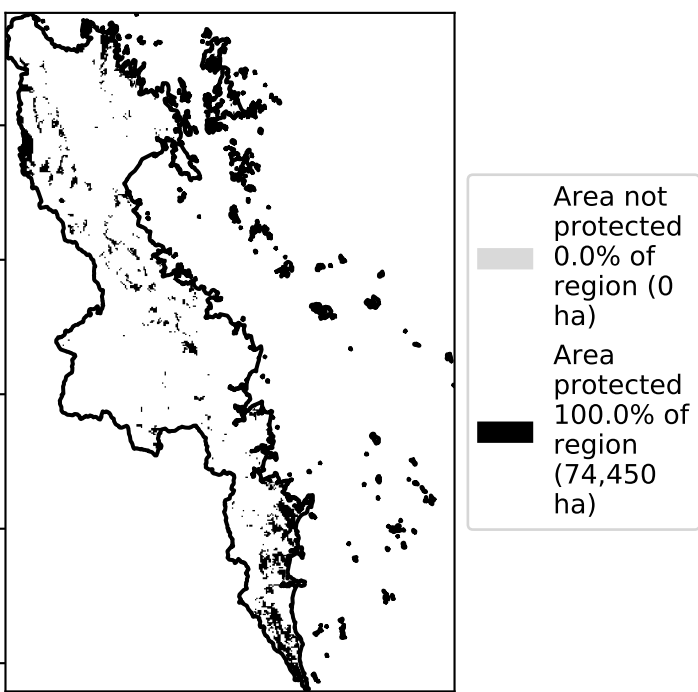 Area not
protected
0.0% of
region (0
ha)
Area
protected
100.0% of
region
(74,450
ha)